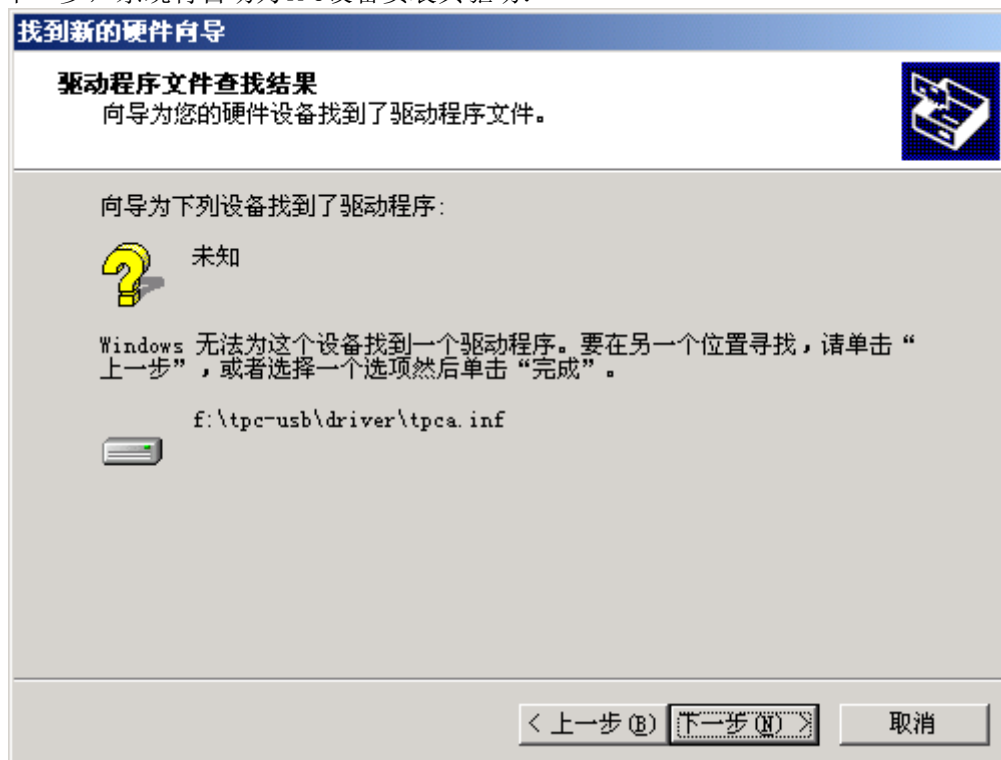 找到新的硬件向导
驱动程序文件查找结果
向导为您的硬件设备找到了驱动程序文件。
向导为下列设备找到了驱动程序:
未知
Windows 无法为这个设备找到一个驱动程序。要在另一个位置寻找，请单击“
上一步”，或者选择一个选项然后单击“完成”。
f:\tpc-usb\driver\tpca.inf
< 上一步(B)
下一步(N) >
取消